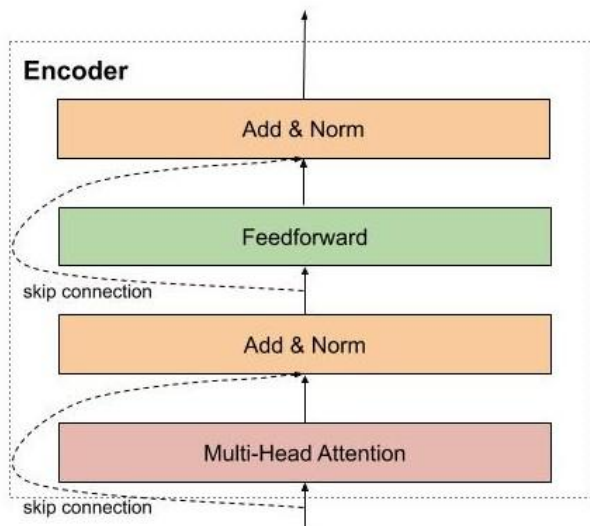 Encoder
Add & Norm
Feedforward
skip connection
Add & Norm
Multi-Head Attention
skip connection